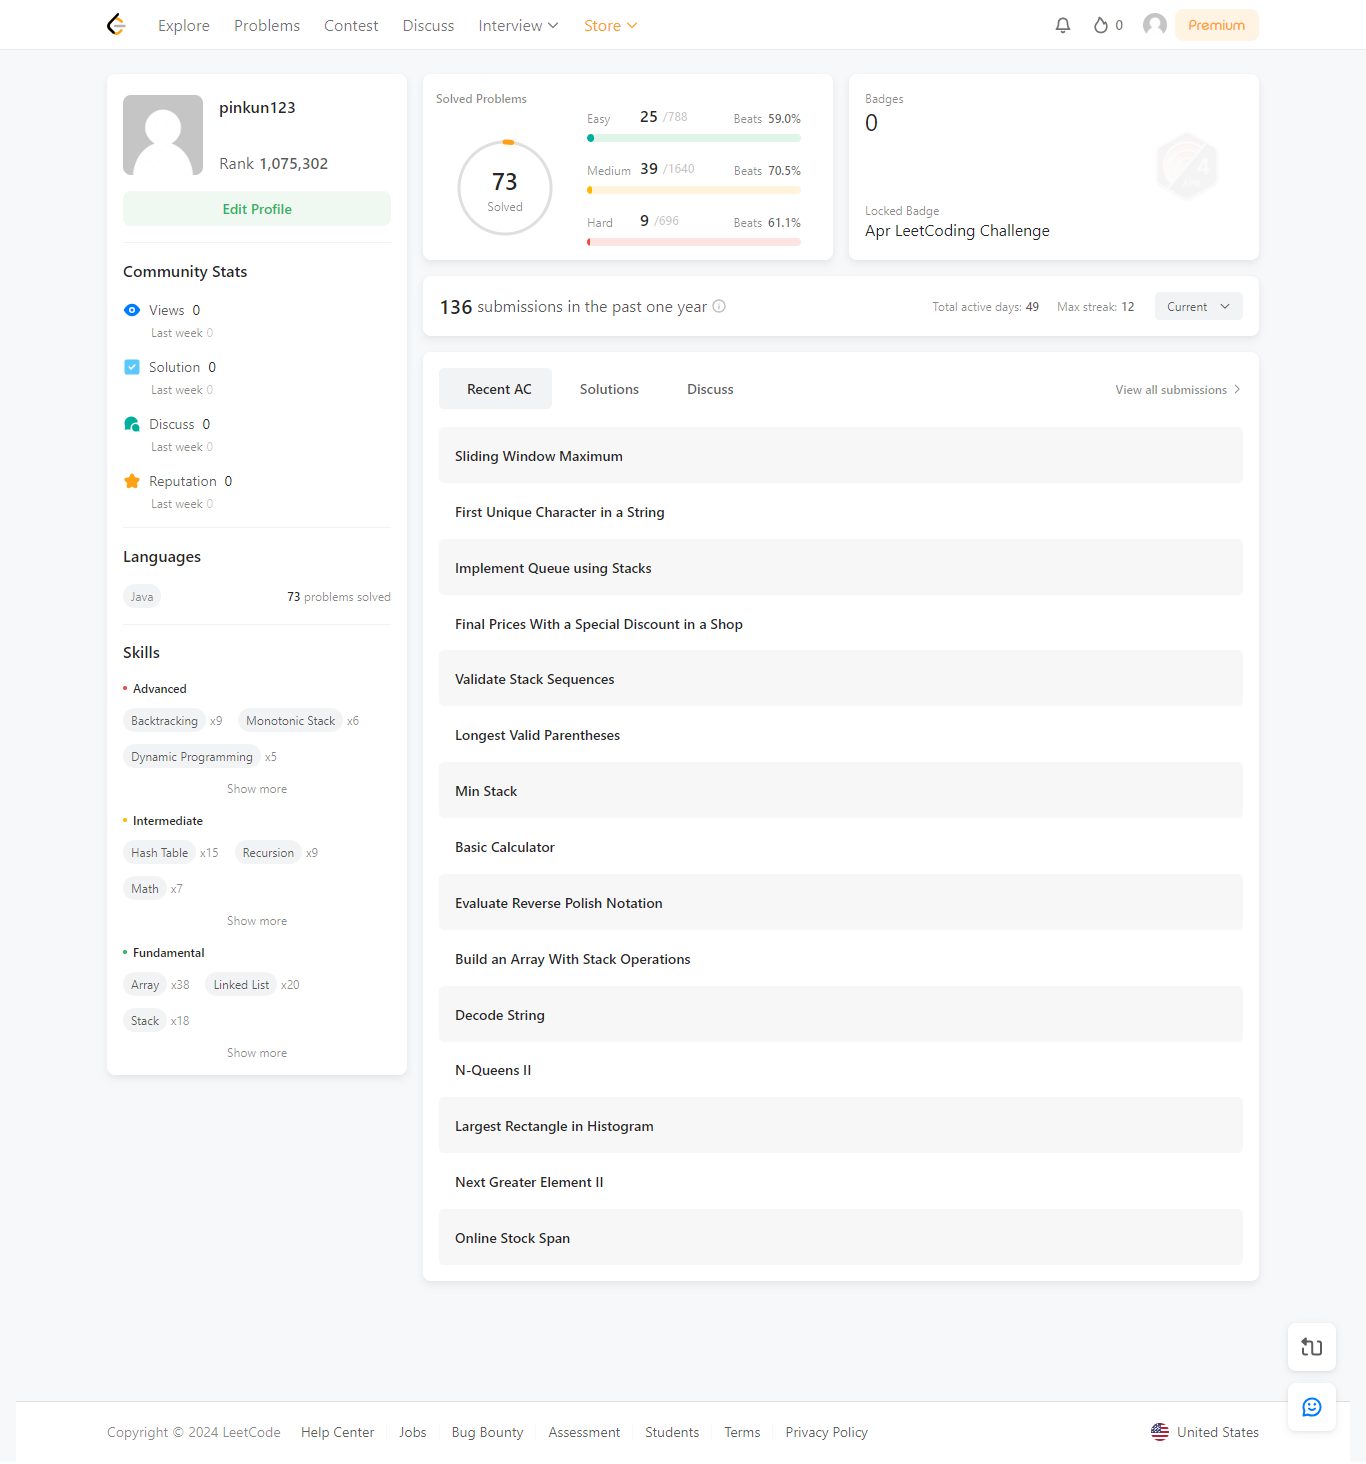 Explore Problems Contest Discuss Interview Store 0 Premium
pinkun123
Rank 1,075,302
Edit Profile
Community Stats
Views 0
Last week 0
Solution 0
Last week 0
Discuss 0
Last week 0
Reputation 0
Last week 0
Languages
Java 73 problems solved
Skills
Advanced
Backtracking x9 Monotonic Stack x6
Dynamic Programming x5
Show more
Intermediate
Hash Table x15 Recursion x9
Math x7
Show more
Fundamental
Array x38 Linked List x20
Stack x18
Show more
Solved Problems
73
Solved
Easy 25 /788 Beats 59.0%
Medium 39 /1640 Beats 70.5%
Hard 9 /696 Beats 61.1%
Badges
0
Locked Badge
Apr LeetCoding Challenge
136 submissions in the past one year Total active days: 49 Max streak: 12 Current
Recent AC Solutions Discuss View all submissions
Sliding Window Maximum
First Unique Character in a String
Implement Queue using Stacks
Final Prices With a Special Discount in a Shop
Validate Stack Sequences
Longest Valid Parentheses
Min Stack
Basic Calculator
Evaluate Reverse Polish Notation
Build an Array With Stack Operations
Decode String
N-Queens II
Largest Rectangle in Histogram
Next Greater Element II
Online Stock Span
Copyright © 2024 LeetCode Help Center Jobs Bug Bounty Assessment Students Terms Privacy Policy United States